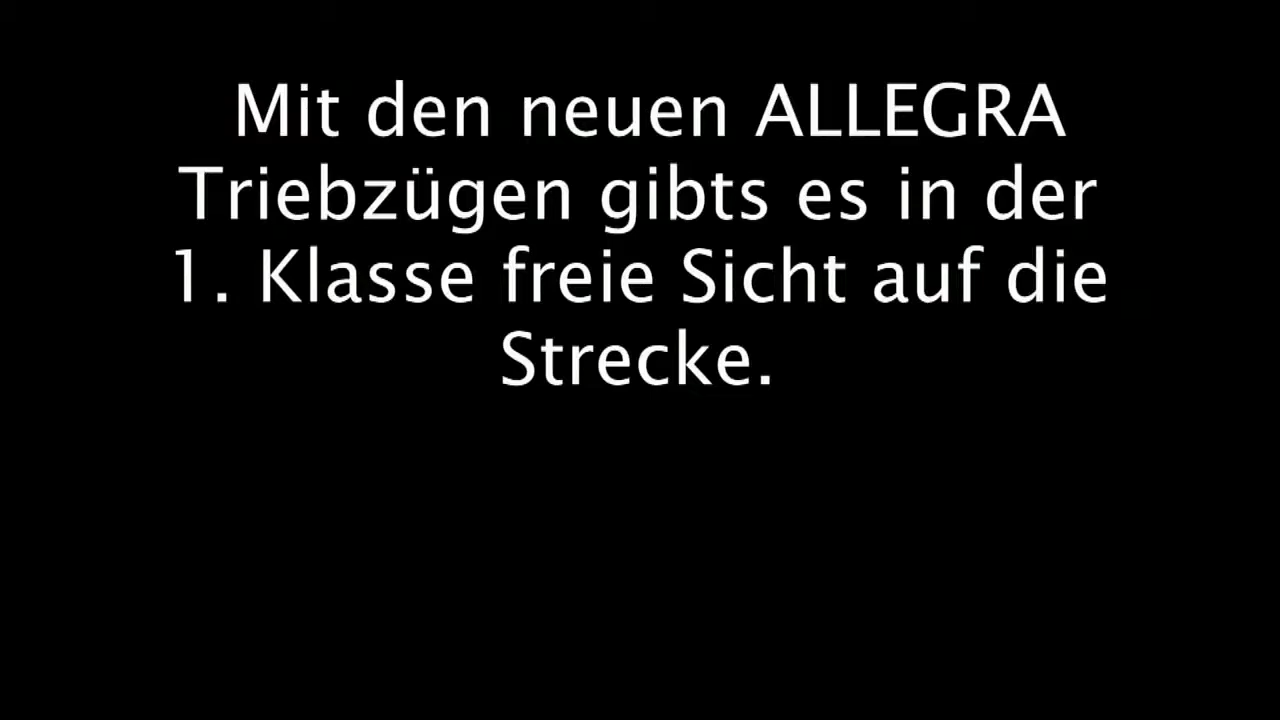 Mit den neuen ALLEGRA
Triebzügen gibts es in der
1. Klasse freie Sicht auf die
Strecke.